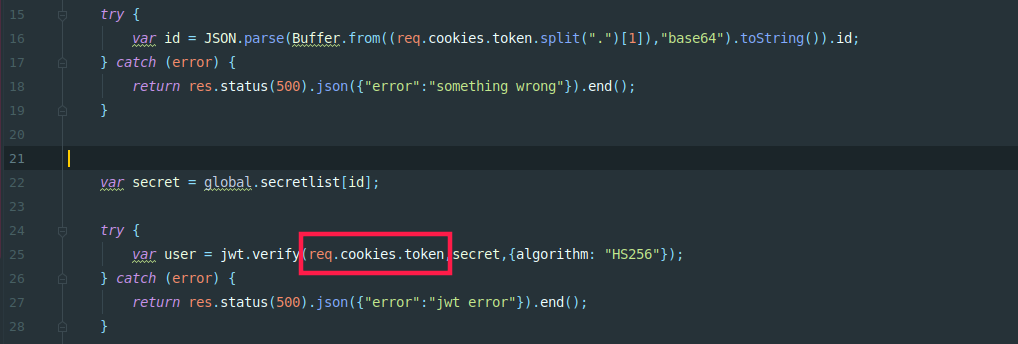 15 try {
16 var id = JSON.parse(Buffer.from((req.cookies.token.split(".")[1]),"base64").toString()).id;
17 } catch (error) {
18 return res.status(500).json({"error":"something wrong"}).end();
19 }
20
21
22 var secret = global.secretlist[id];
23
24 try {
25 var user = jwt.verify(req.cookies.token,secret,{algorithm: "HS256"});
26 } catch (error) {
27 return res.status(500).json({"error":"jwt error"}).end();
28 }